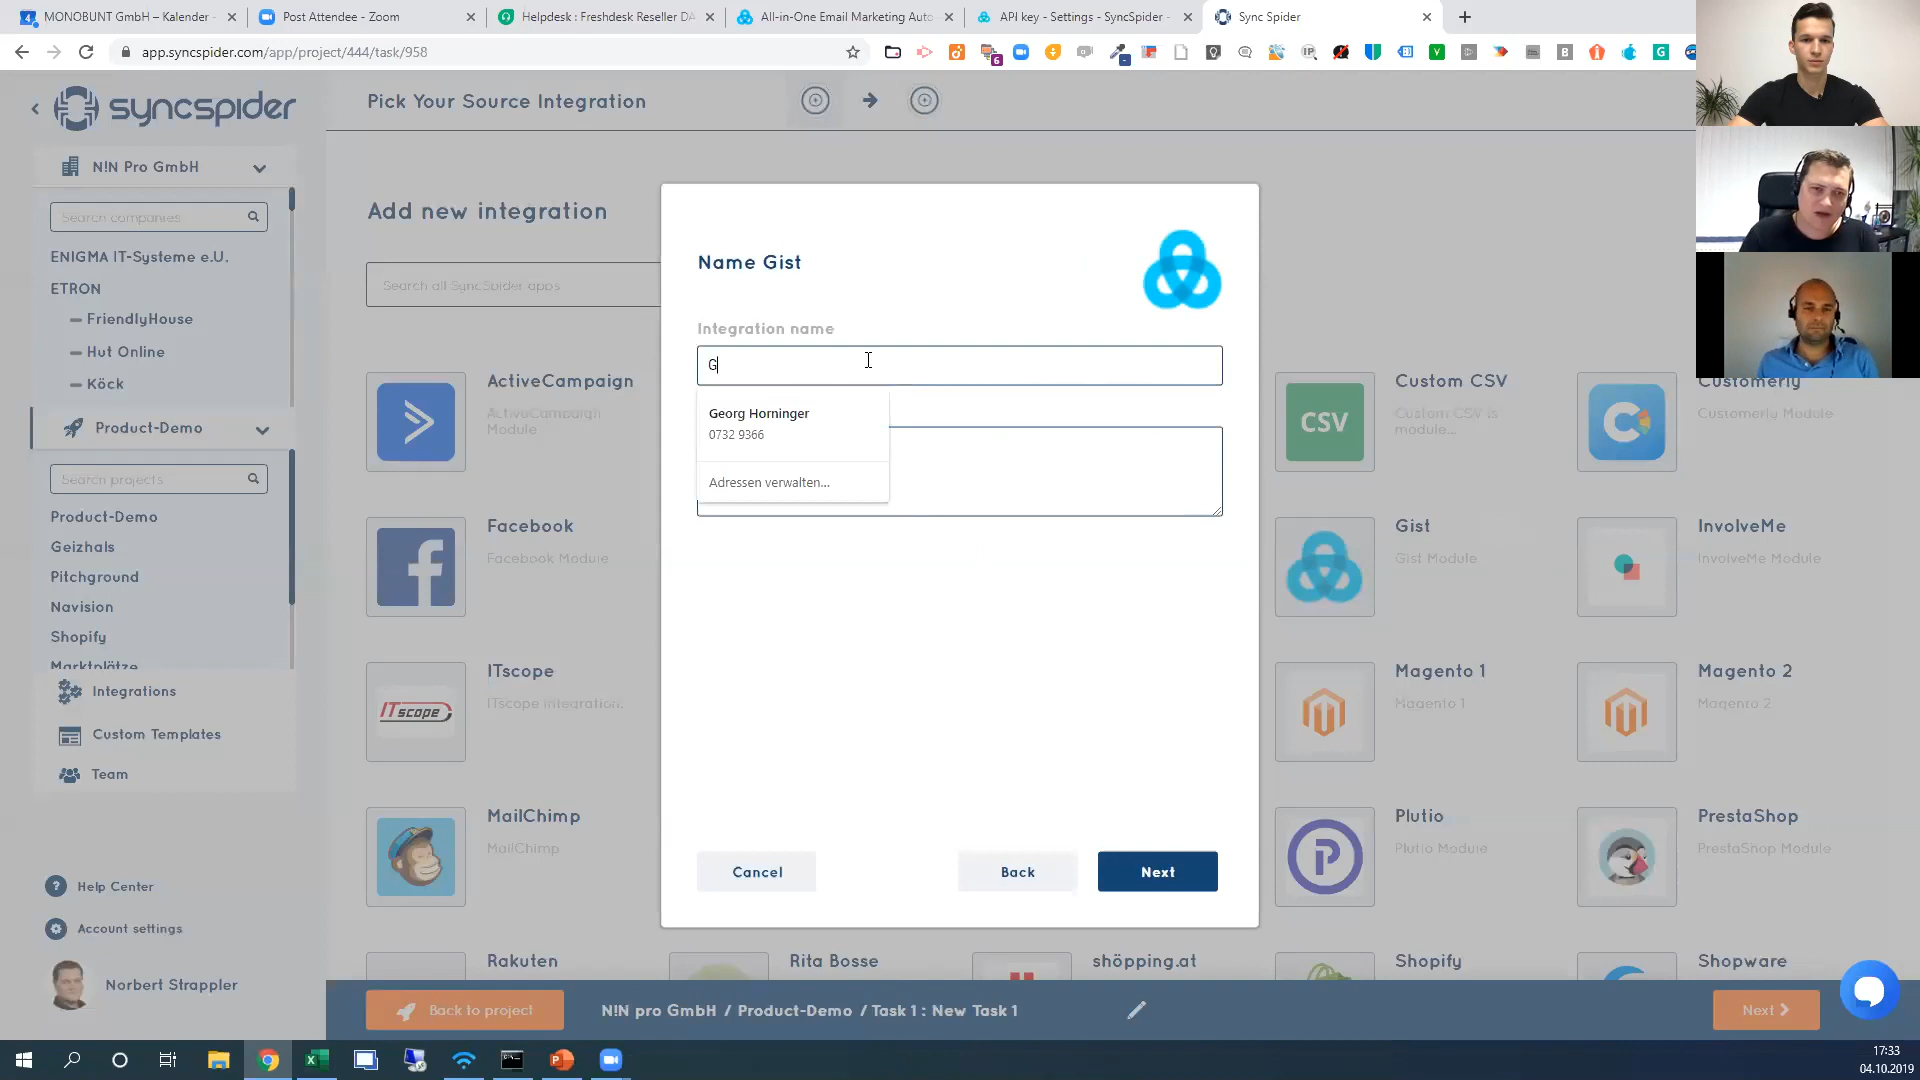 MONOBUNT GmbH – Kalender -
Post Attendee - Zoom
Helpdesk : Freshdesk Reseller DA
All-in-One Email Marketing Auto
API key - Settings - SyncSpider -
Sync Spider
app.syncspider.com/app/project/444/task/958
syncspider
Pick Your Source Integration
N!N Pro GmbH
Search companies
ENIGMA IT-Systeme e.U.
ETRON
FriendlyHouse
Hut Online
Köck
Product-Demo
Search projects
Product-Demo
Geizhals
Pitchground
Navision
Shopify
Marktplätze
Integrations
Custom Templates
Team
Help Center
Account settings
Norbert Strappler
Add new integration
Search all SyncSpider apps
Name Gist
Integration name
G
Georg Horninger
0732 9366
Adressen verwalten...
Cancel
Back
Next
ActiveCampaign
ActiveCampaign
Module
CSV
Custom CSV
Custom CSV is
module...
Customerly
Customerly Module
Facebook
Facebook Module
Gist
Gist Module
InvolveMe
InvolveMe Module
ITscope
ITscope
ITscope Integration.
Magento 1
Magento 1
Magento 2
Magento 2
MailChimp
MailChimp
Plutio
Plutio Module
PrestaShop
PrestaShop Module
Rakuten
Rita Bosse
shöpping.at
Shopify
Shopware
Back to project
N!N pro GmbH / Product-Demo / Task 1 : New Task 1
Next
17:33
04.10.2019